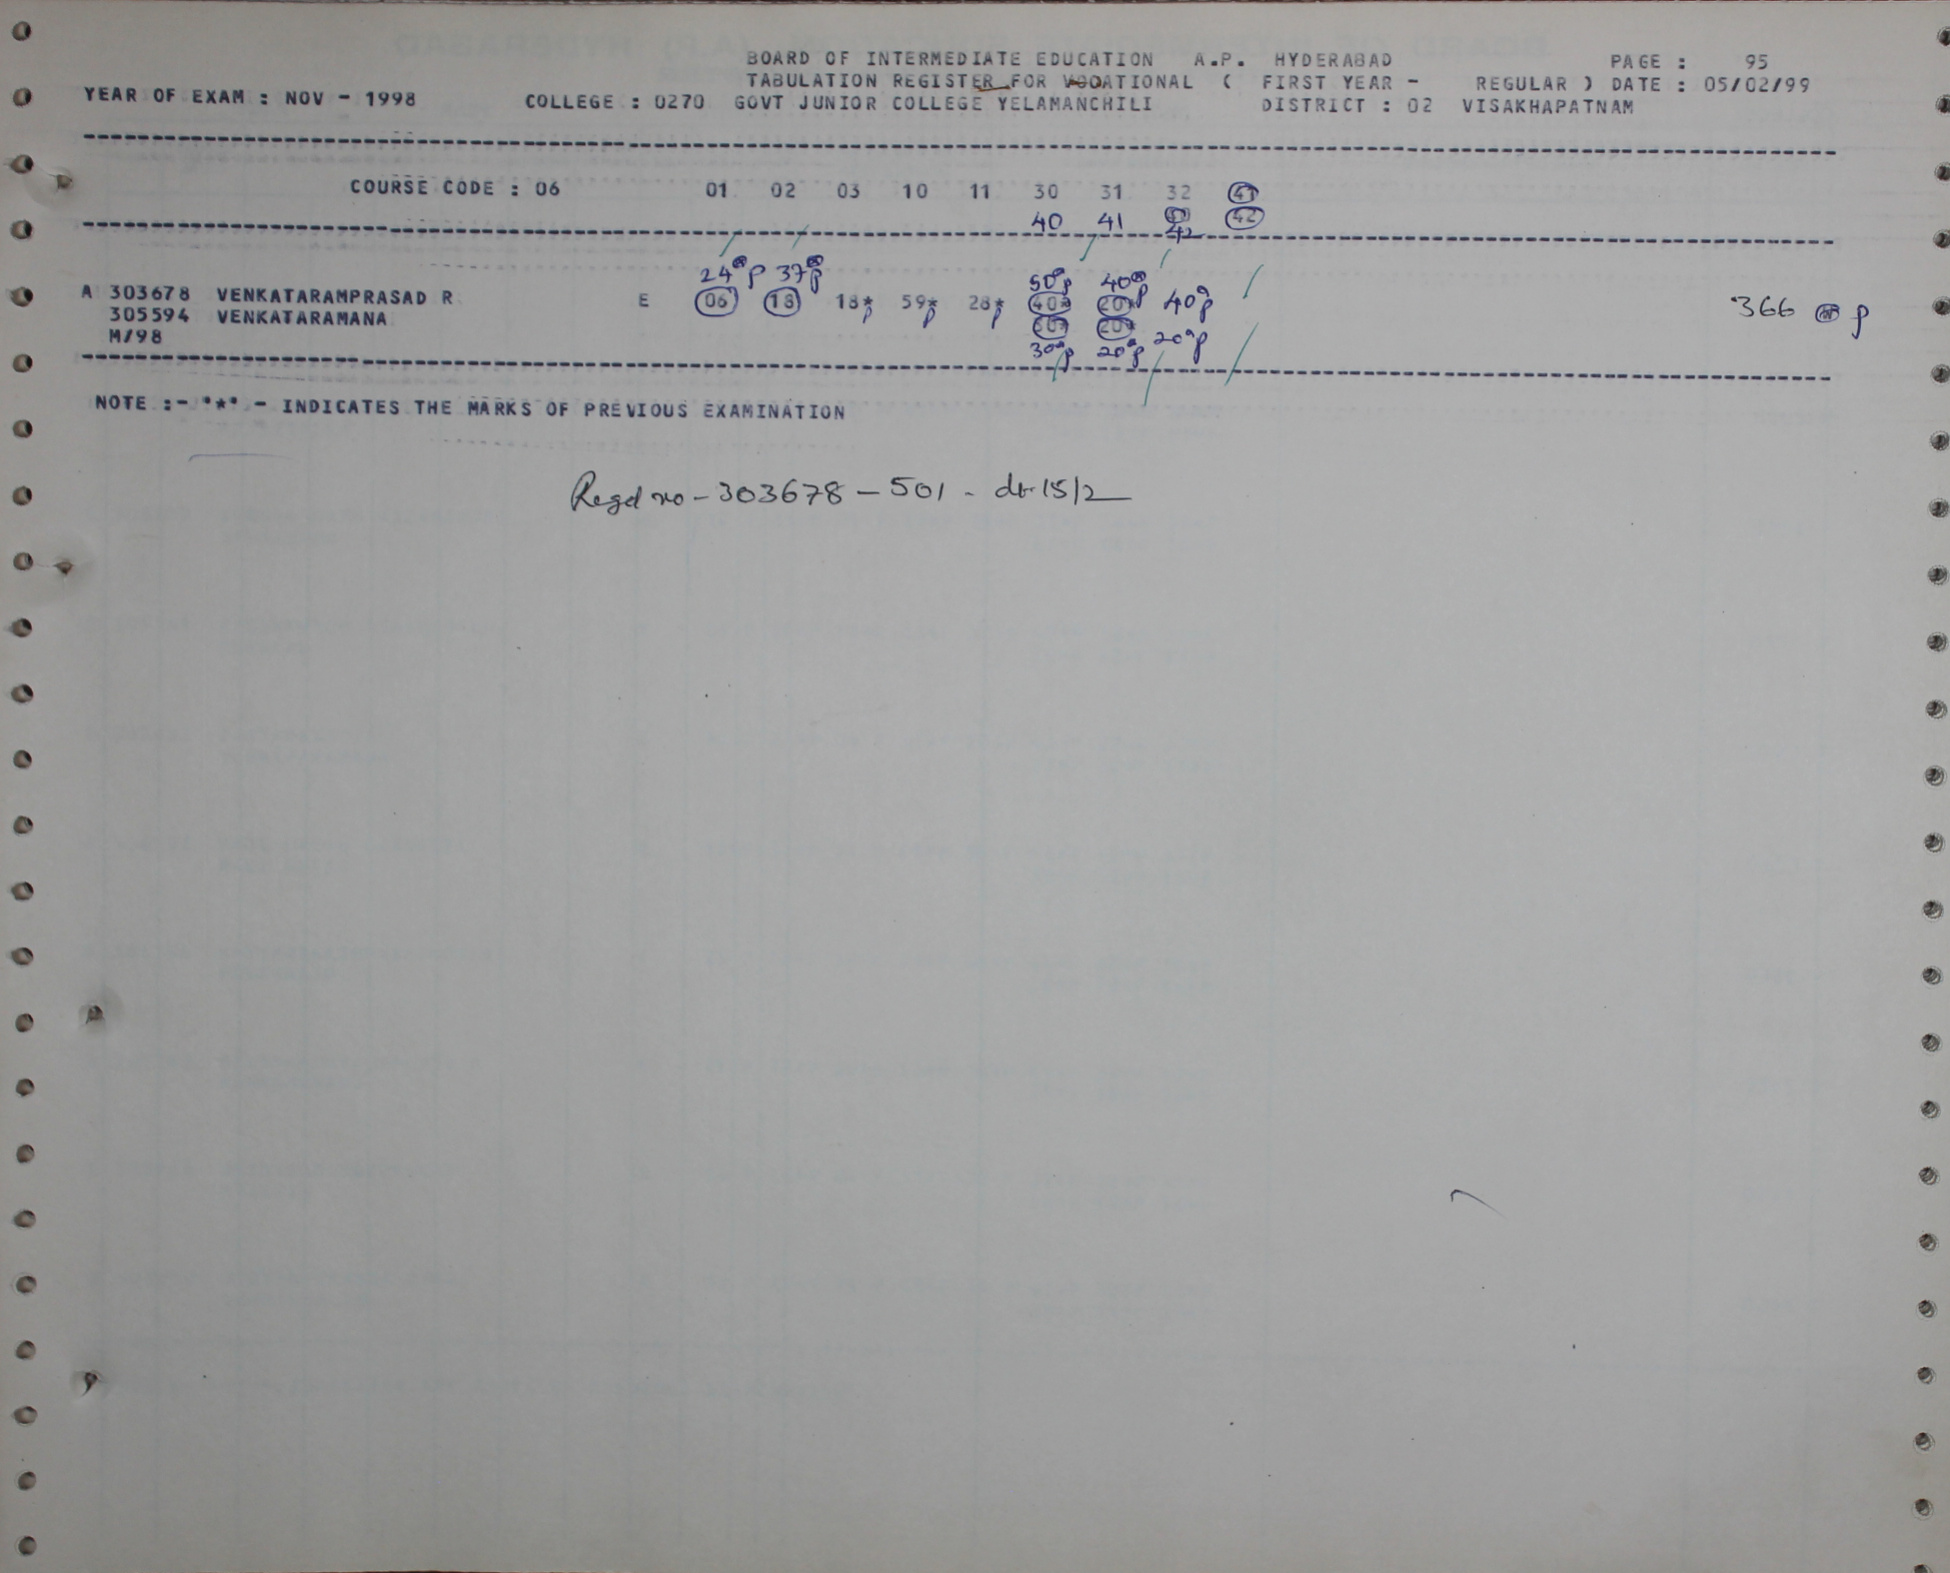 BOARD OF INTERMEDIATE EDUCATION A.P. HYDERABAD PAGE : 95
TABULATION REGISTER FOR VOCATIONAL ( FIRST YEAR - REGULAR ) DATE : 05/02/99
YEAR OF EXAM : NOV - 1998 COLLEGE : 0270 GOVT JUNIOR COLLEGE YELAMANCHILI DISTRICT : 02 VISAKHAPATNAM
COURSE CODE : 06 01 02 03 10 11 30 31 32 41
40 41 42 42
24 p 37 p 50 p 40 p
A 303678 VENKATARAMPRASAD R E 06 18 18* p 59* p 28* p 40* 20* 40 p 366 p
305594 VENKATARAMANA 20* 20 p
M/98 30 p 20 p
NOTE :- "*" - INDICATES THE MARKS OF PREVIOUS EXAMINATION
Regd no - 303678 - 501 - dt 15/2